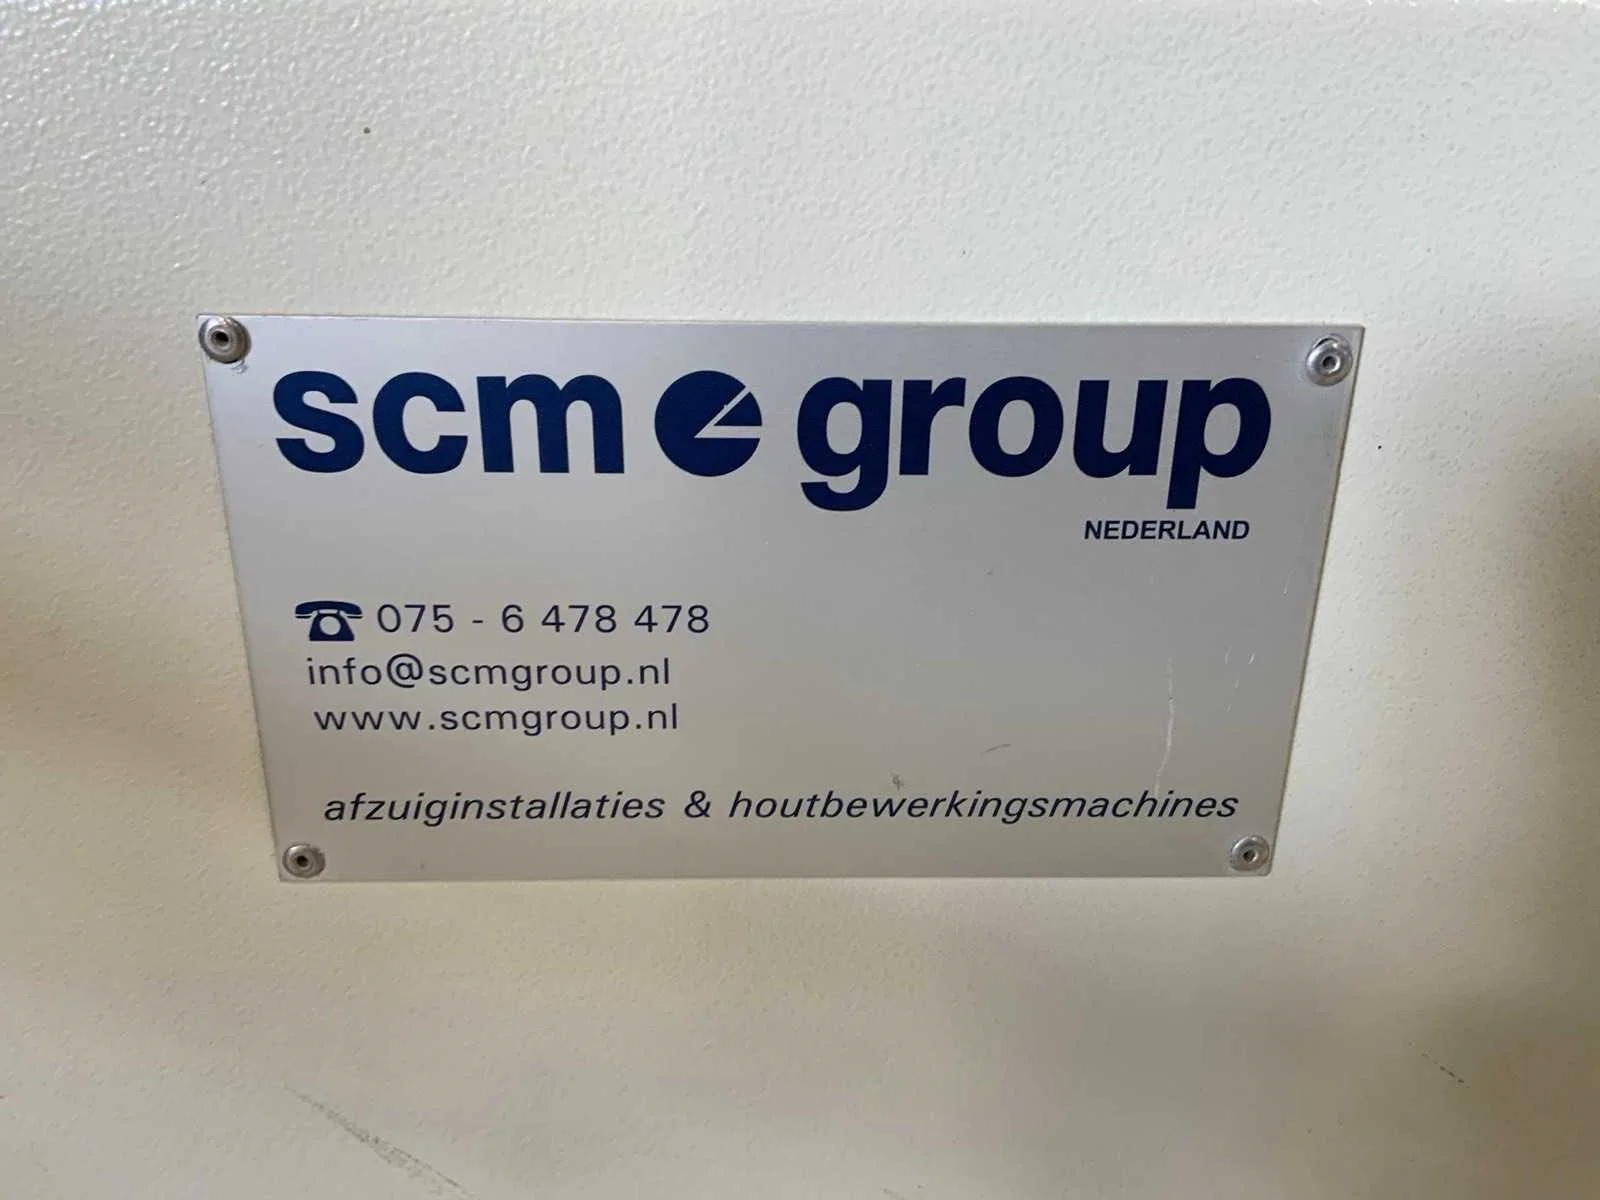 scm group
NEDERLAND
☎ 075 - 6 478 478
info@scmgroup.nl
www.scmgroup.nl
afzuiginstallaties & houtbewerkingsmachines